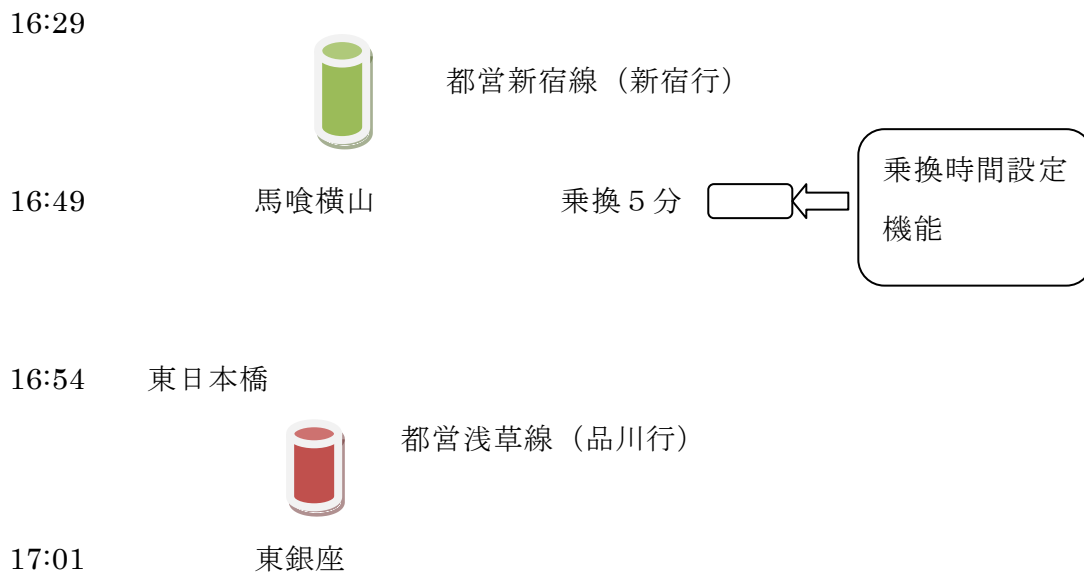 16:29
都営新宿線（新宿行）
16:49 馬喰横山 乗換５分
乗換時間設定
機能
16:54 東日本橋
都営浅草線（品川行）
17:01 東銀座